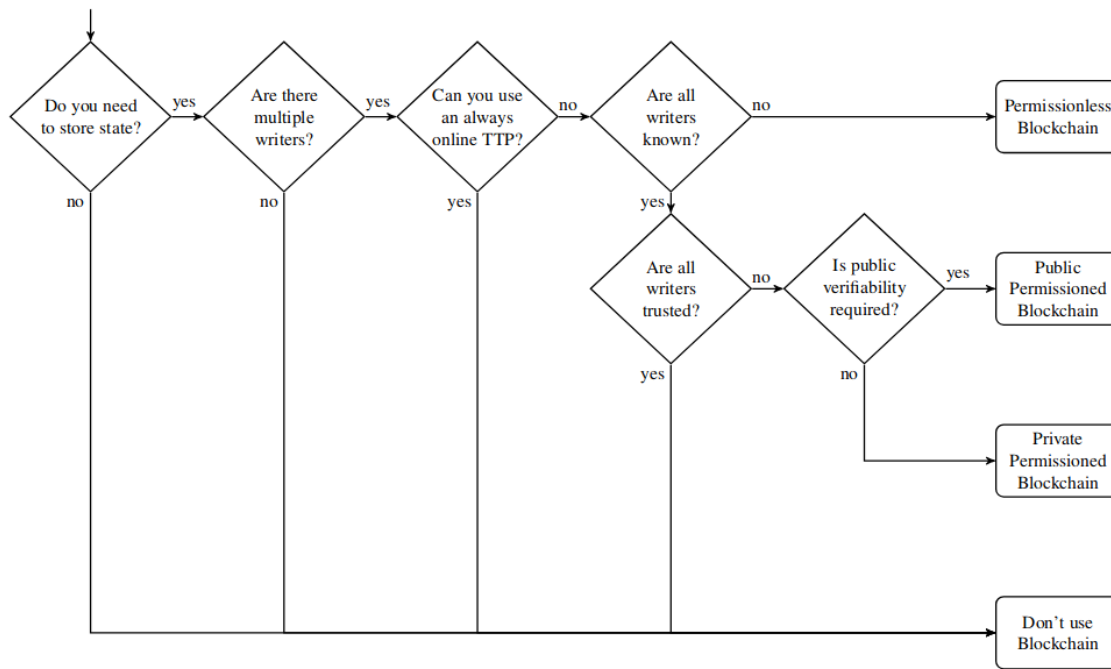 Do you need
to store state?
yes
no
Are there
multiple
writers?
yes
no
Can you use
an always
online TTP?
no
yes
Are all
writers
known?
no
yes
Permissionless
Blockchain
Are all
writers
trusted?
no
yes
Is public
verifiability
required?
yes
no
Public
Permissioned
Blockchain
Private
Permissioned
Blockchain
Don't use
Blockchain